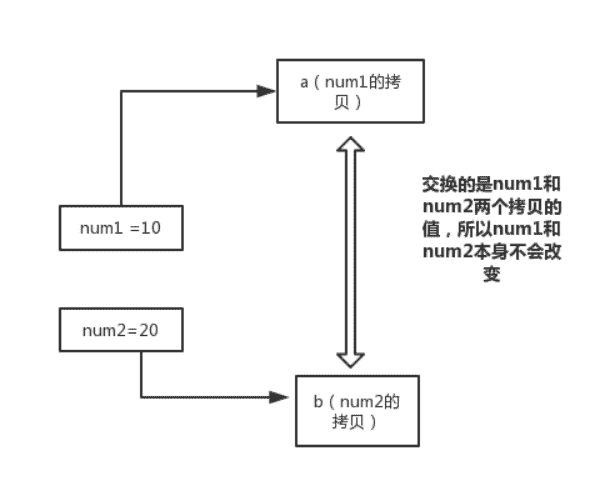 a（num1的拷
贝）
交换的是num1和
num2两个拷贝的
值，所以num1和
num2本身不会改
变
num1 =10
num2=20
b（num2的
拷贝）